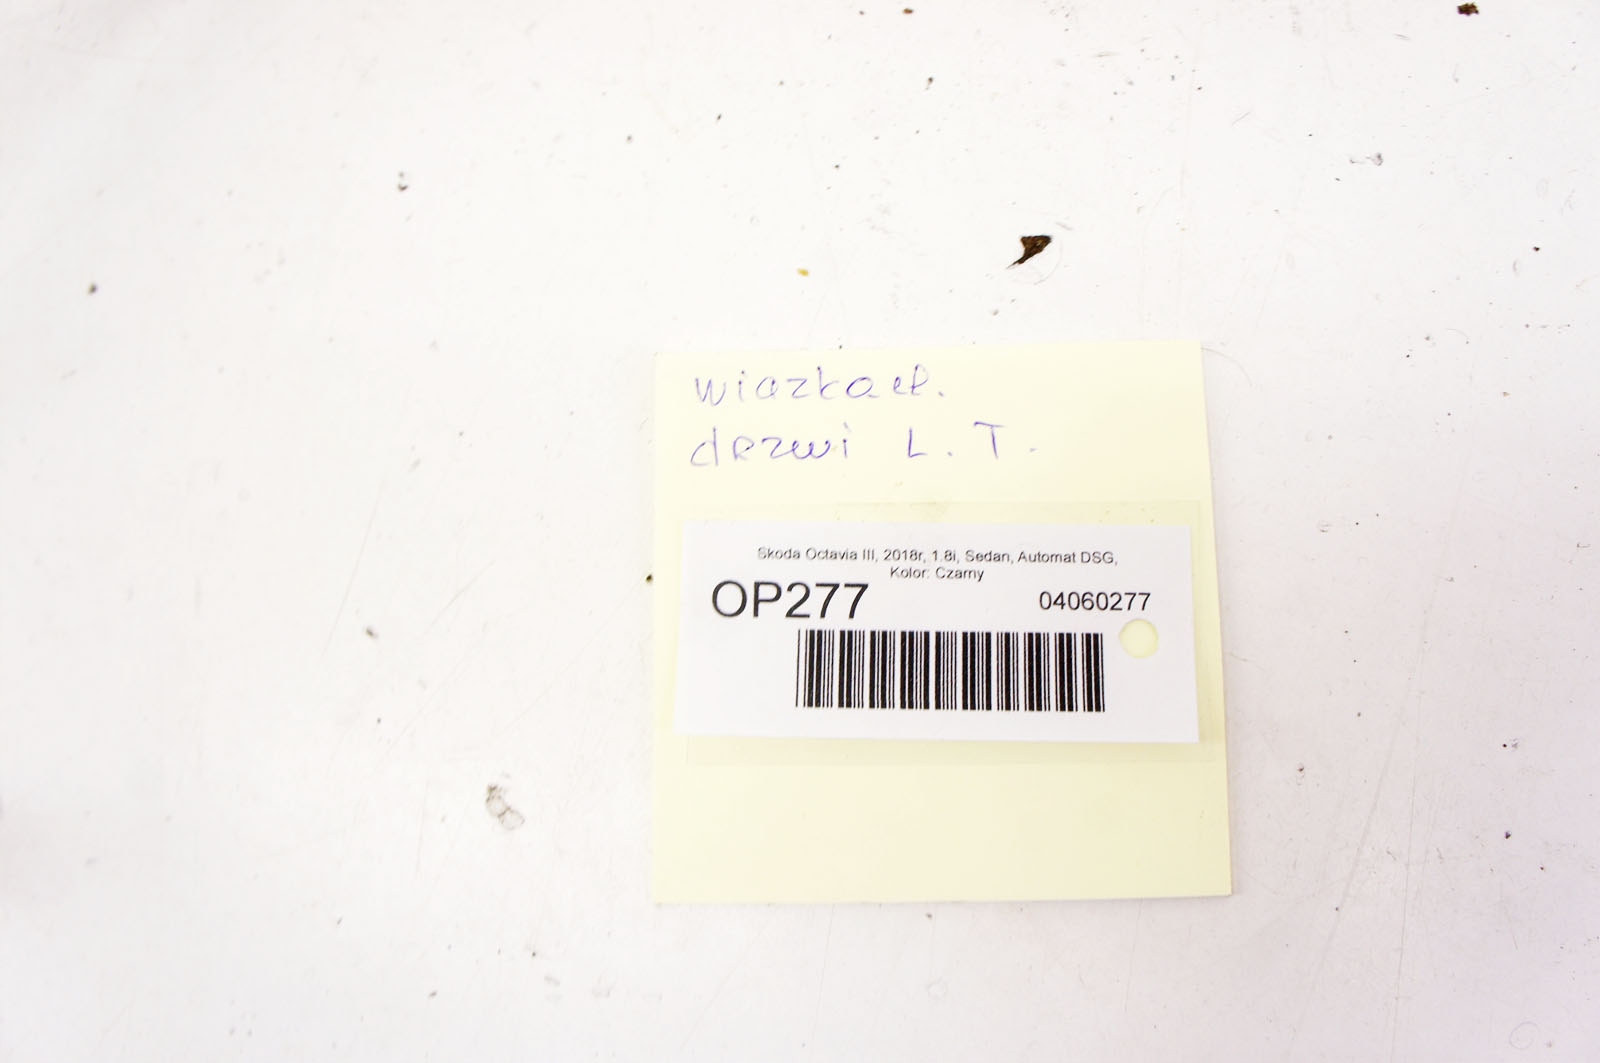 wiazka el.
drzwi L. T.
Skoda Octavia III, 2018r, 1.8i, Sedan, Automat DSG,
Kolor: Czarny
OP277 04060277